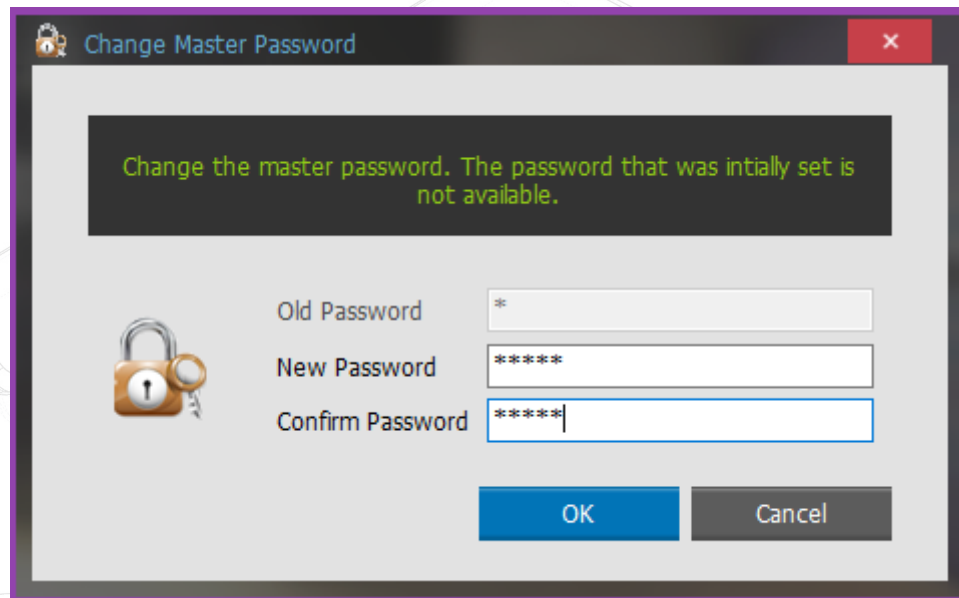 Change Master Password
Change the master password. The password that was intially set is
not available.
Old Password *
New Password *****
Confirm Password *****
OK Cancel